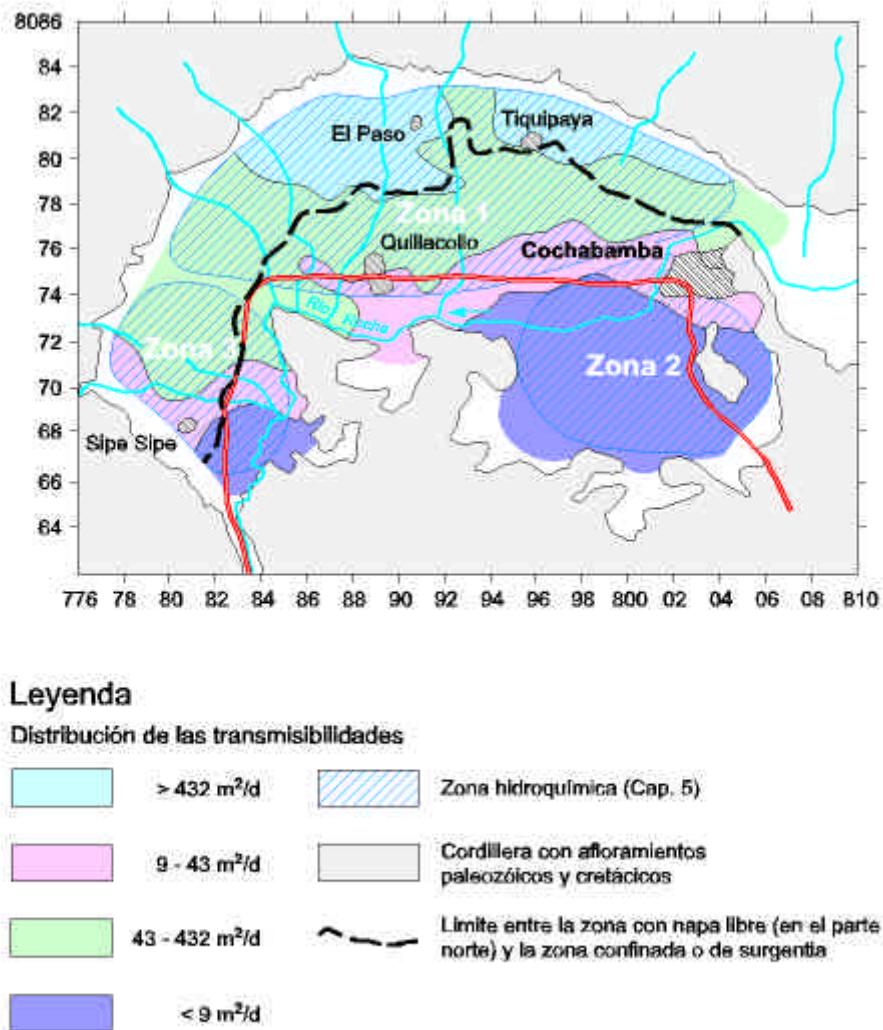 8086
84
82
80
78
76
74
72
70
68
66
64
El Paso
Tiquipaya
Zona 1
Quillacollo
Cochabamba
Rio Rocha
Zona 3
Zona 2
Sipe Sipe
776 78 80 82 84 86 88 90 92 94 96 98 800 02 04 06 08 810
Leyenda
Distribución de las transmisibilidades
> 432 m²/d
Zona hidroquímica (Cap. 5)
9 - 43 m²/d
Cordillera con afloramientos
paleozóicos y cretácicos
43 - 432 m²/d
Limite entre la zona con napa libre (en el parte
norte) y la zona confinada o de surgentia
< 9 m²/d